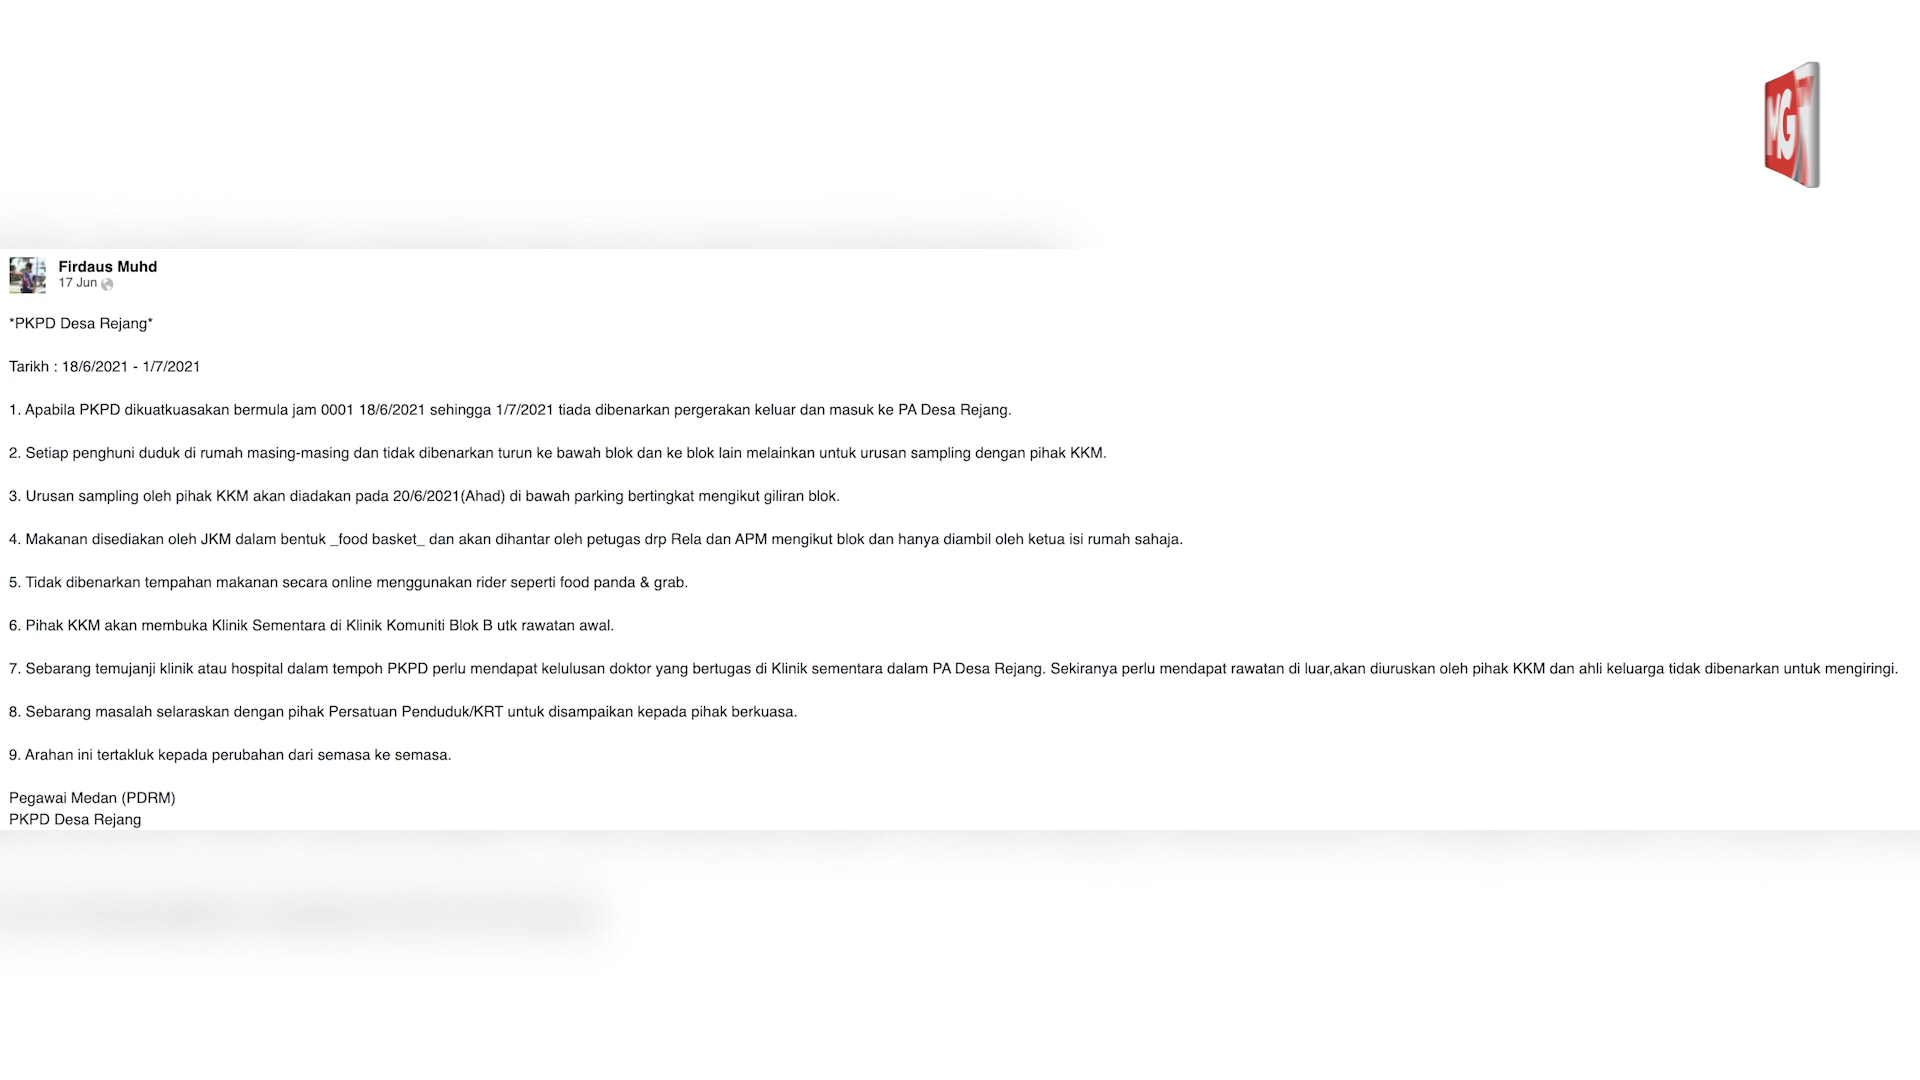 MG
Firdaus Muhd
17 Jun
*PKPD Desa Rejang*
Tarikh : 18/6/2021 - 1/7/2021
1. Apabila PKPD dikuatkuasakan bermula jam 0001 18/6/2021 sehingga 1/7/2021 tiada dibenarkan pergerakan keluar dan masuk ke PA Desa Rejang.
2. Setiap penghuni duduk di rumah masing-masing dan tidak dibenarkan turun ke bawah blok dan ke blok lain melainkan untuk urusan sampling dengan pihak KKM.
3. Urusan sampling oleh pihak KKM akan diadakan pada 20/6/2021(Ahad) di bawah parking bertingkat mengikut giliran blok.
4. Makanan disediakan oleh JKM dalam bentuk _food basket_ dan akan dihantar oleh petugas drp Rela dan APM mengikut blok dan hanya diambil oleh ketua isi rumah sahaja.
5. Tidak dibenarkan tempahan makanan secara online menggunakan rider seperti food panda & grab.
6. Pihak KKM akan membuka Klinik Sementara di Klinik Komuniti Blok B utk rawatan awal.
7. Sebarang temujanji klinik atau hospital dalam tempoh PKPD perlu mendapat kelulusan doktor yang bertugas di Klinik sementara dalam PA Desa Rejang. Sekiranya perlu mendapat rawatan di luar,akan diuruskan oleh pihak KKM dan ahli keluarga tidak dibenarkan untuk mengiringi.
8. Sebarang masalah selaraskan dengan pihak Persatuan Penduduk/KRT untuk disampaikan kepada pihak berkuasa.
9. Arahan ini tertakluk kepada perubahan dari semasa ke semasa.
Pegawai Medan (PDRM)
PKPD Desa Rejang